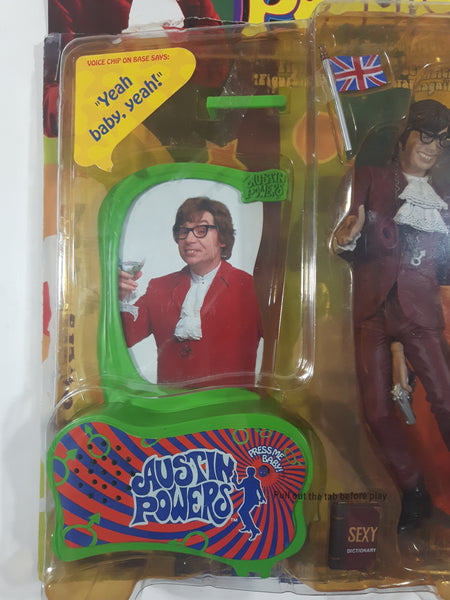 VOICE CHIP ON BASE SAYS:
"Yeah
baby, yeah!"
AUSTIN
POWERS
PRESS ME,
BABY!
AUSTIN
POWERS
TM
Pull out the tab before play
SEXY
DICTIONARY